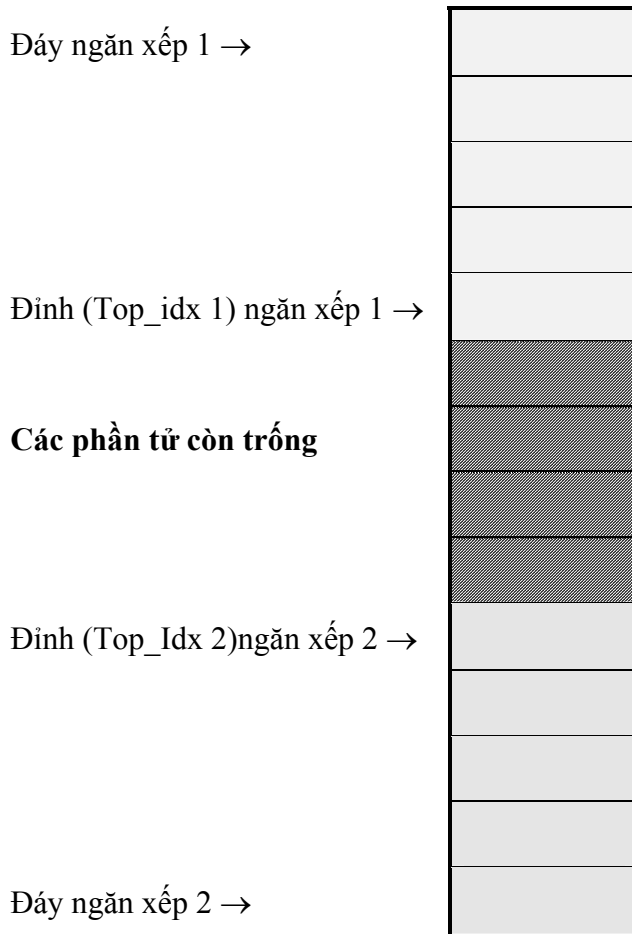 Đáy ngăn xếp 1 →
Đỉnh (Top_idx 1) ngăn xếp 1 →
Các phần tử còn trống
Đỉnh (Top_Idx 2)ngăn xếp 2 →
Đáy ngăn xếp 2 →